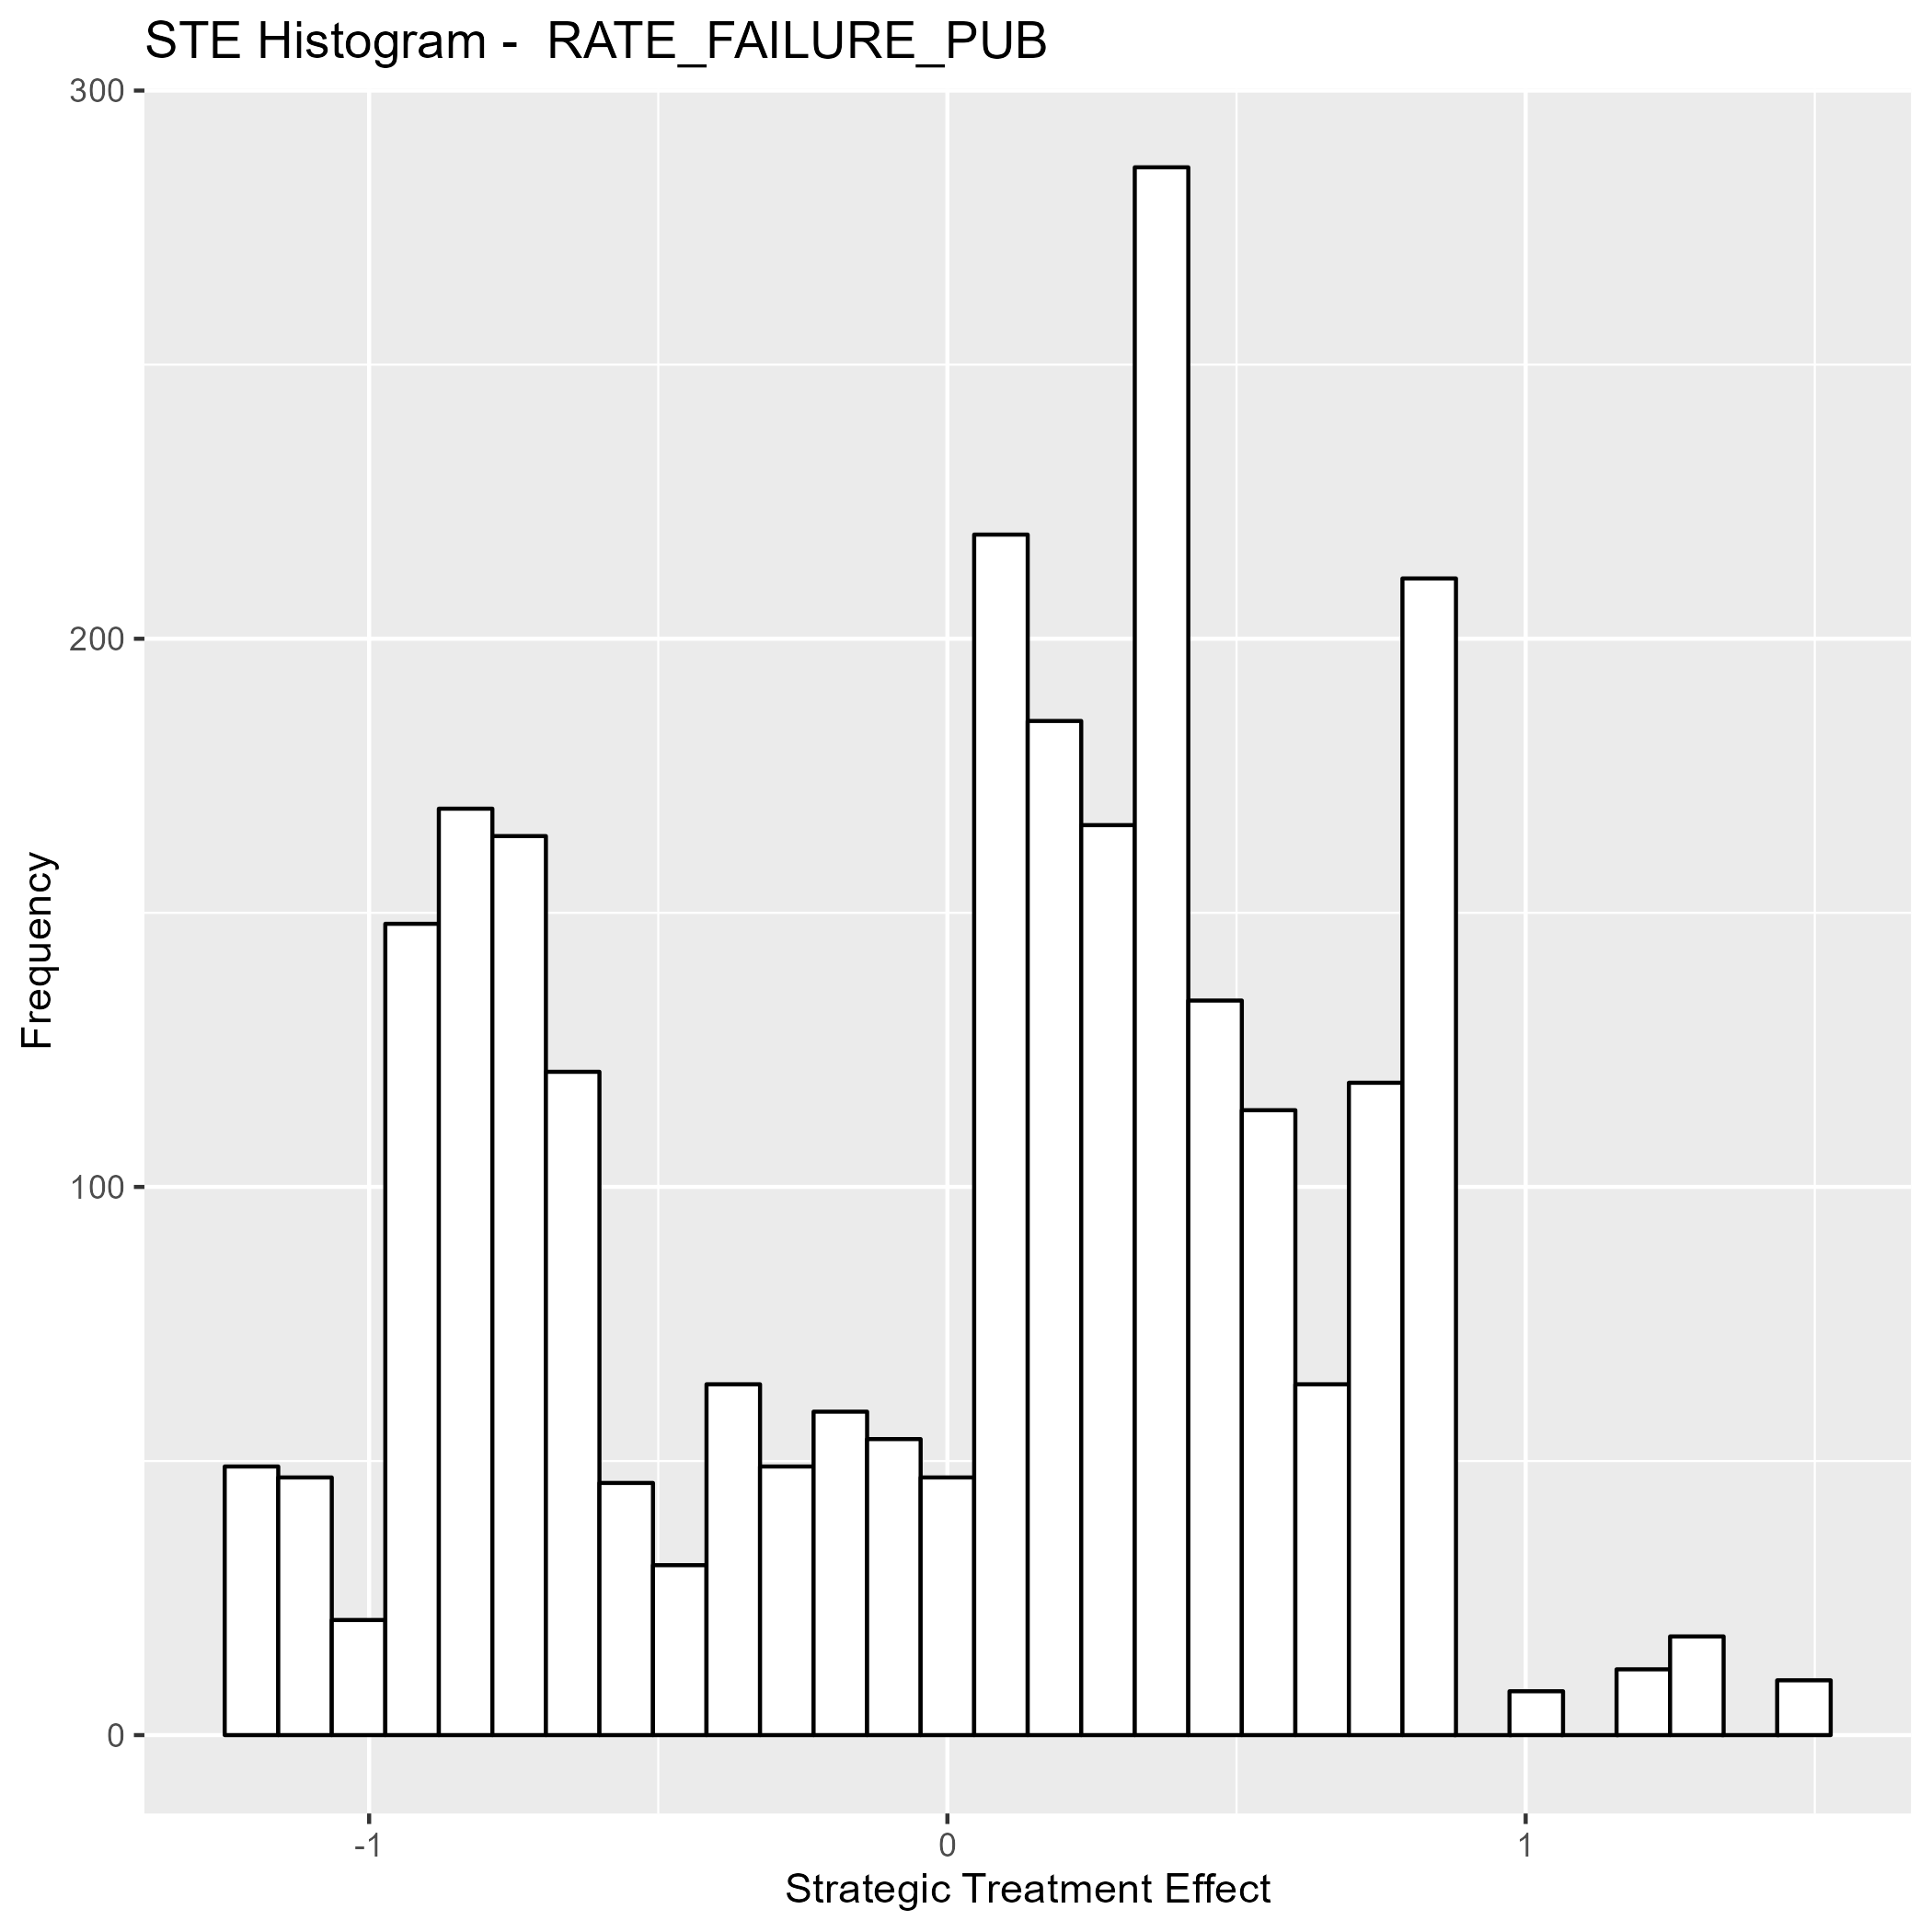 STE Histogram -  RATE_FAILURE_PUB
300
200
100
0
Frequency
-1
0
1
Strategic Treatment Effect